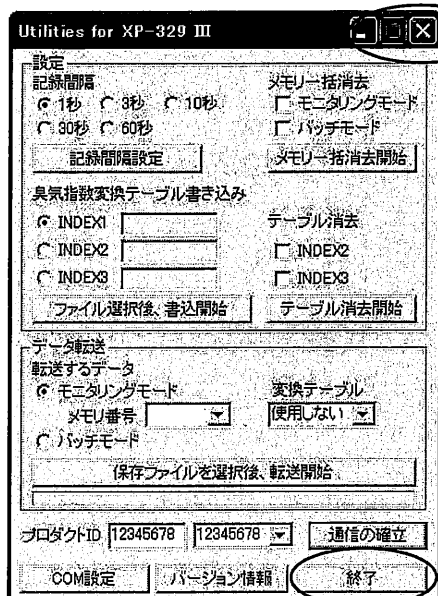 Utilities for XP-329 III
設定
記録間隔
1秒 3秒 10秒
30秒 60秒
記録間隔設定
メモリー括消去
モニタリングモード
バッチモード
メモリー括消去開始
臭気指数変換テーブル書き込み
INDEX1
INDEX2
INDEX3
ファイル選択後、書込開始
テーブル消去
INDEX2
INDEX3
テーブル消去開始
データ転送
転送するデータ
モニタリングモード
メモリ番号
バッチモード
変換テーブル
使用しない
保存ファイルを選択後、転送開始
プロダクトID 12345678 12345678 通信の確立
COM設定 バージョン情報 終了